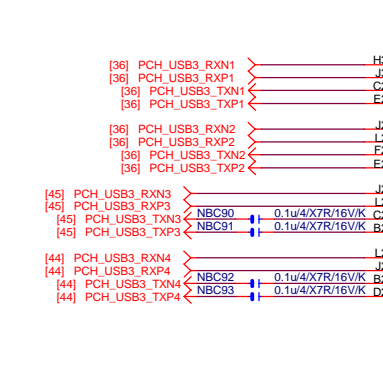 [36] PCH_USB3_RXN1
[36] PCH_USB3_RXP1
[36] PCH_USB3_TXN1
[36] PCH_USB3_TXP1
[36] PCH_USB3_RXN2
[36] PCH_USB3_RXP2
[36] PCH_USB3_TXN2
[36] PCH_USB3_TXP2
[45] PCH_USB3_RXN3
[45] PCH_USB3_RXP3
[45] PCH_USB3_TXN3 NBC90 0.1u/4/X7R/16V/K
[45] PCH_USB3_TXP3 NBC91 0.1u/4/X7R/16V/K
[44] PCH_USB3_RXN4
[44] PCH_USB3_RXP4
[44] PCH_USB3_TXN4 NBC92 0.1u/4/X7R/16V/K
[44] PCH_USB3_TXP4 NBC93 0.1u/4/X7R/16V/K